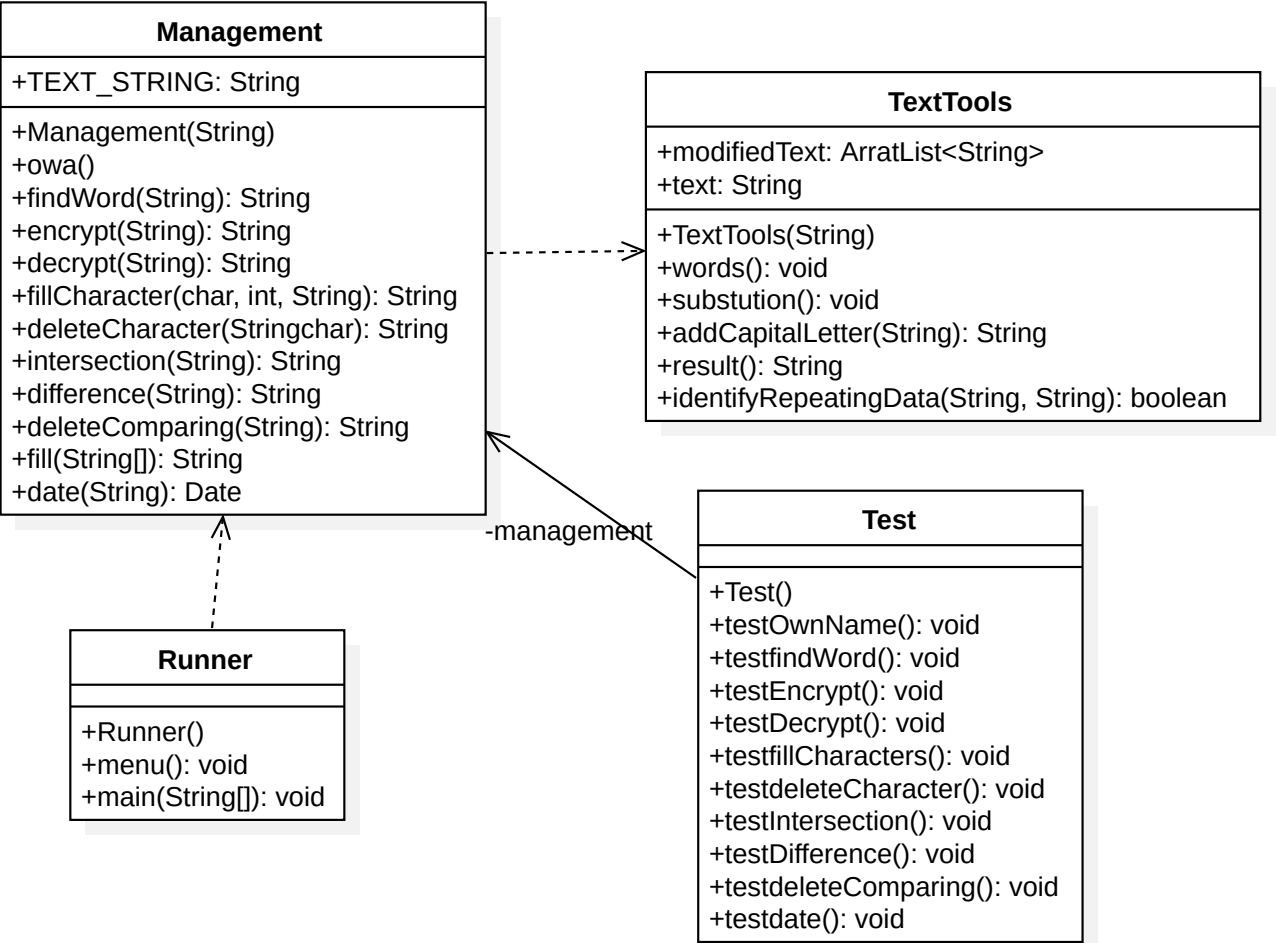 Management
+TEXT_STRING: String
+Management(String)
+owa()
+findWord(String): String
+encrypt(String): String
+decrypt(String): String
+fillCharacter(char, int, String): String
+deleteCharacter(Stringchar): String
+intersection(String): String
+difference(String): String
+deleteComparing(String): String
+fill(String[]): String
+date(String): Date
TextTools
+modifiedText: ArratList<String>
+text: String
+TextTools(String)
+words(): void
+substution(): void
+addCapitalLetter(String): String
+result(): String
+identifyRepeatingData(String, String): boolean
-management
Runner
+Runner()
+menu(): void
+main(String[]): void
Test
+Test()
+testOwnName(): void
+testfindWord(): void
+testEncrypt(): void
+testDecrypt(): void
+testfillCharacters(): void
+testdeleteCharacter(): void
+testIntersection(): void
+testDifference(): void
+testdeleteComparing(): void
+testdate(): void